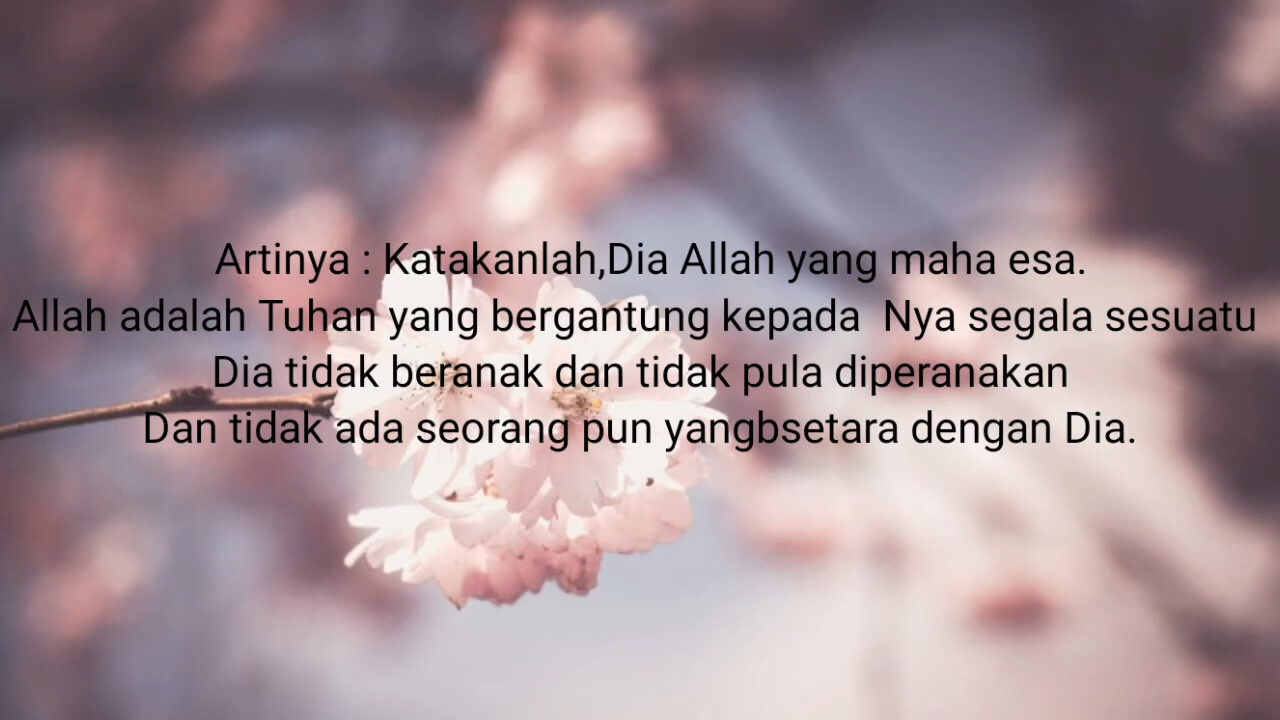 Artinya : Katakanlah,Dia Allah yang maha esa.
Allah adalah Tuhan yang bergantung kepada  Nya segala sesuatu
Dia tidak beranak dan tidak pula diperanakan
Dan tidak ada seorang pun yangbsetara dengan Dia.